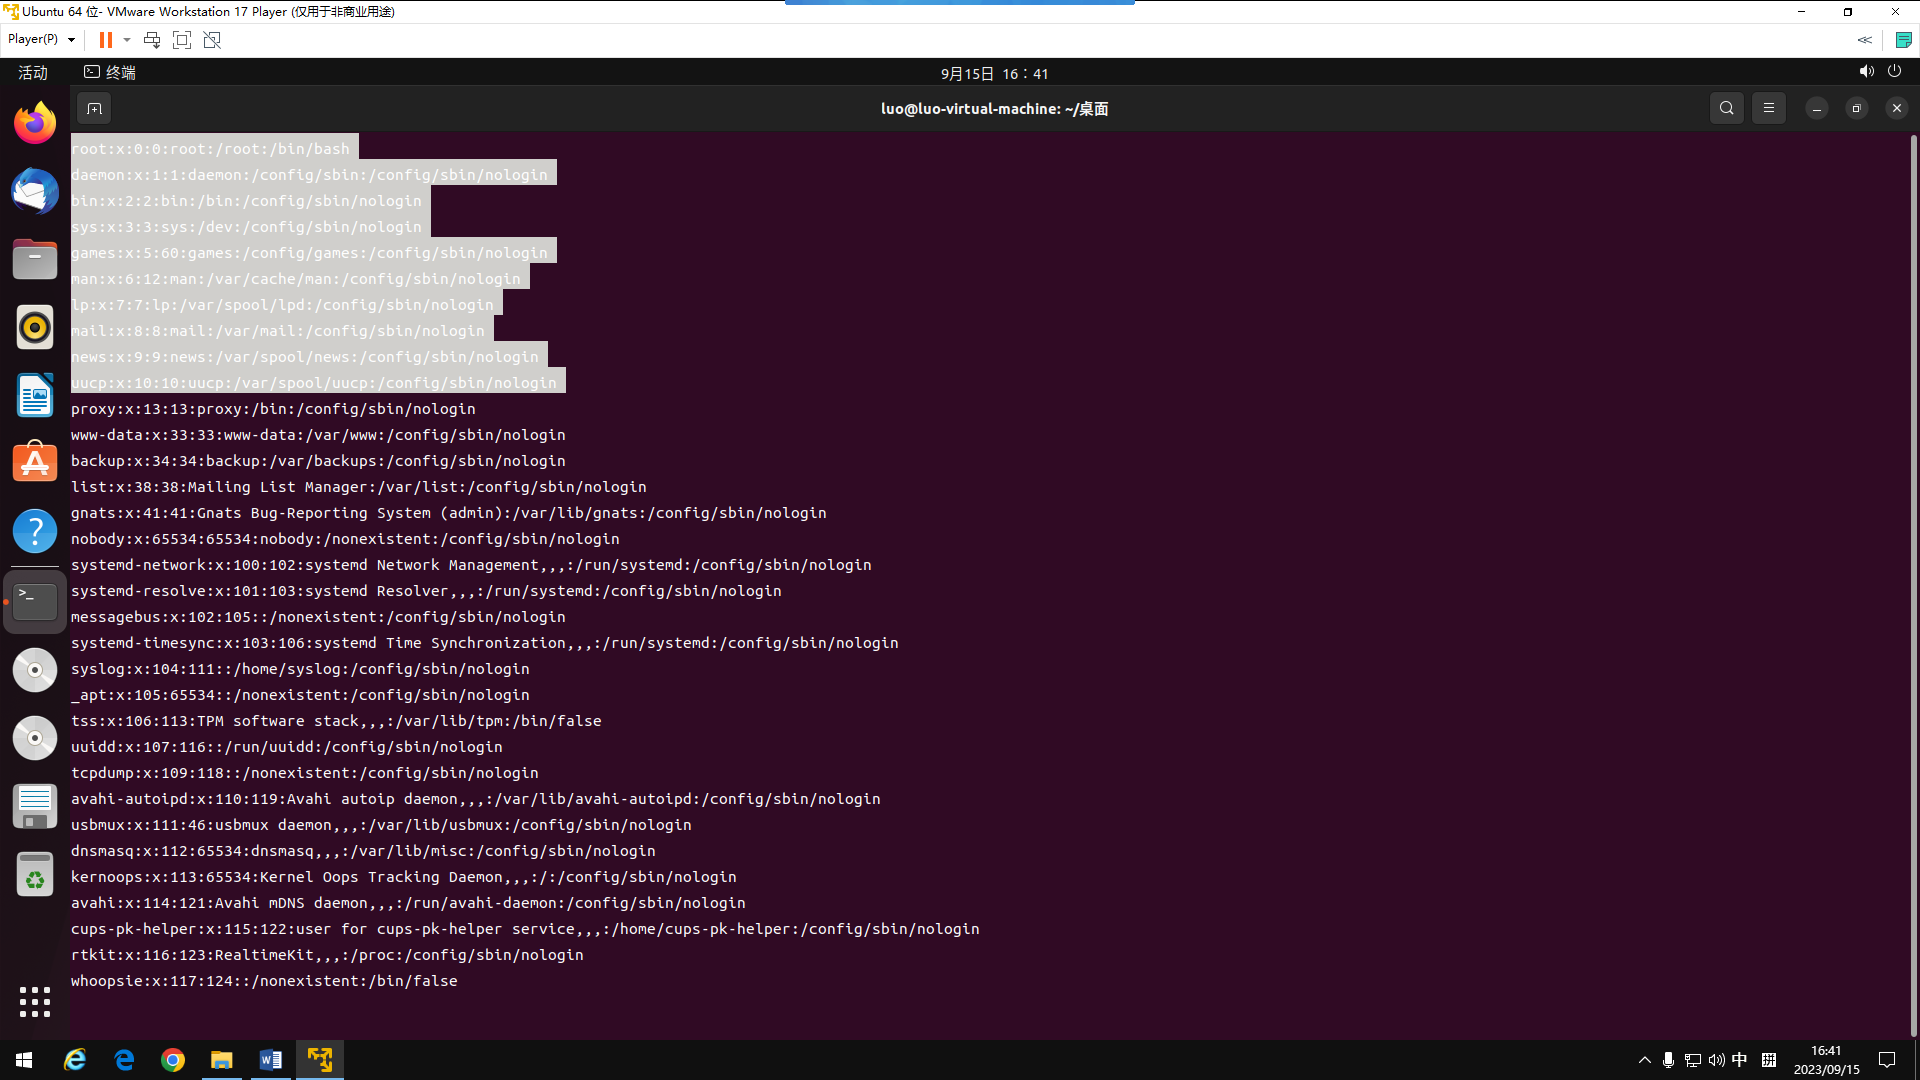 Ubuntu 64 位- VMware Workstation 17 Player (仅用于非商业用途)
Player(P)
活动 终端 9月15日 16：41
luo@luo-virtual-machine: ~/桌面
root:x:0:0:root:/root:/bin/bash
daemon:x:1:1:daemon:/config/sbin:/config/sbin/nologin
bin:x:2:2:bin:/bin:/config/sbin/nologin
sys:x:3:3:sys:/dev:/config/sbin/nologin
games:x:5:60:games:/config/games:/config/sbin/nologin
man:x:6:12:man:/var/cache/man:/config/sbin/nologin
lp:x:7:7:lp:/var/spool/lpd:/config/sbin/nologin
mail:x:8:8:mail:/var/mail:/config/sbin/nologin
news:x:9:9:news:/var/spool/news:/config/sbin/nologin
uucp:x:10:10:uucp:/var/spool/uucp:/config/sbin/nologin
proxy:x:13:13:proxy:/bin:/config/sbin/nologin
www-data:x:33:33:www-data:/var/www:/config/sbin/nologin
backup:x:34:34:backup:/var/backups:/config/sbin/nologin
list:x:38:38:Mailing List Manager:/var/list:/config/sbin/nologin
gnats:x:41:41:Gnats Bug-Reporting System (admin):/var/lib/gnats:/config/sbin/nologin
nobody:x:65534:65534:nobody:/nonexistent:/config/sbin/nologin
systemd-network:x:100:102:systemd Network Management,,,:/run/systemd:/config/sbin/nologin
systemd-resolve:x:101:103:systemd Resolver,,,:/run/systemd:/config/sbin/nologin
messagebus:x:102:105::/nonexistent:/config/sbin/nologin
systemd-timesync:x:103:106:systemd Time Synchronization,,,:/run/systemd:/config/sbin/nologin
syslog:x:104:111::/home/syslog:/config/sbin/nologin
_apt:x:105:65534::/nonexistent:/config/sbin/nologin
tss:x:106:113:TPM software stack,,,:/var/lib/tpm:/bin/false
uuidd:x:107:116::/run/uuidd:/config/sbin/nologin
tcpdump:x:109:118::/nonexistent:/config/sbin/nologin
avahi-autoipd:x:110:119:Avahi autoip daemon,,,:/var/lib/avahi-autoipd:/config/sbin/nologin
usbmux:x:111:46:usbmux daemon,,,:/var/lib/usbmux:/config/sbin/nologin
dnsmasq:x:112:65534:dnsmasq,,,:/var/lib/misc:/config/sbin/nologin
kernoops:x:113:65534:Kernel Oops Tracking Daemon,,,:/:/config/sbin/nologin
avahi:x:114:121:Avahi mDNS daemon,,,:/run/avahi-daemon:/config/sbin/nologin
cups-pk-helper:x:115:122:user for cups-pk-helper service,,,:/home/cups-pk-helper:/config/sbin/nologin
rtkit:x:116:123:RealtimeKit,,,:/proc:/config/sbin/nologin
whoopsie:x:117:124::/nonexistent:/bin/false
中 拼 16:41
2023/09/15